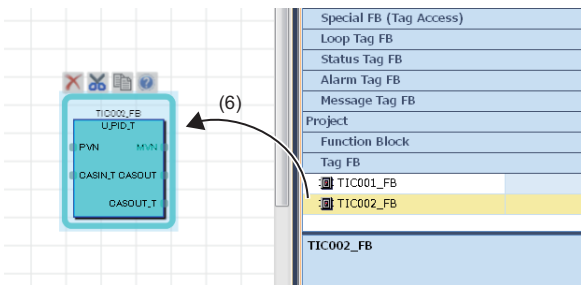 (6)
TIC002_FB
U_PID_T
PVN MVN
CASIN_T CASOUT
CASOUT_T
Special FB (Tag Access)
Loop Tag FB
Status Tag FB
Alarm Tag FB
Message Tag FB
Project
Function Block
Tag FB
TIC001_FB
TIC002_FB
TIC002_FB